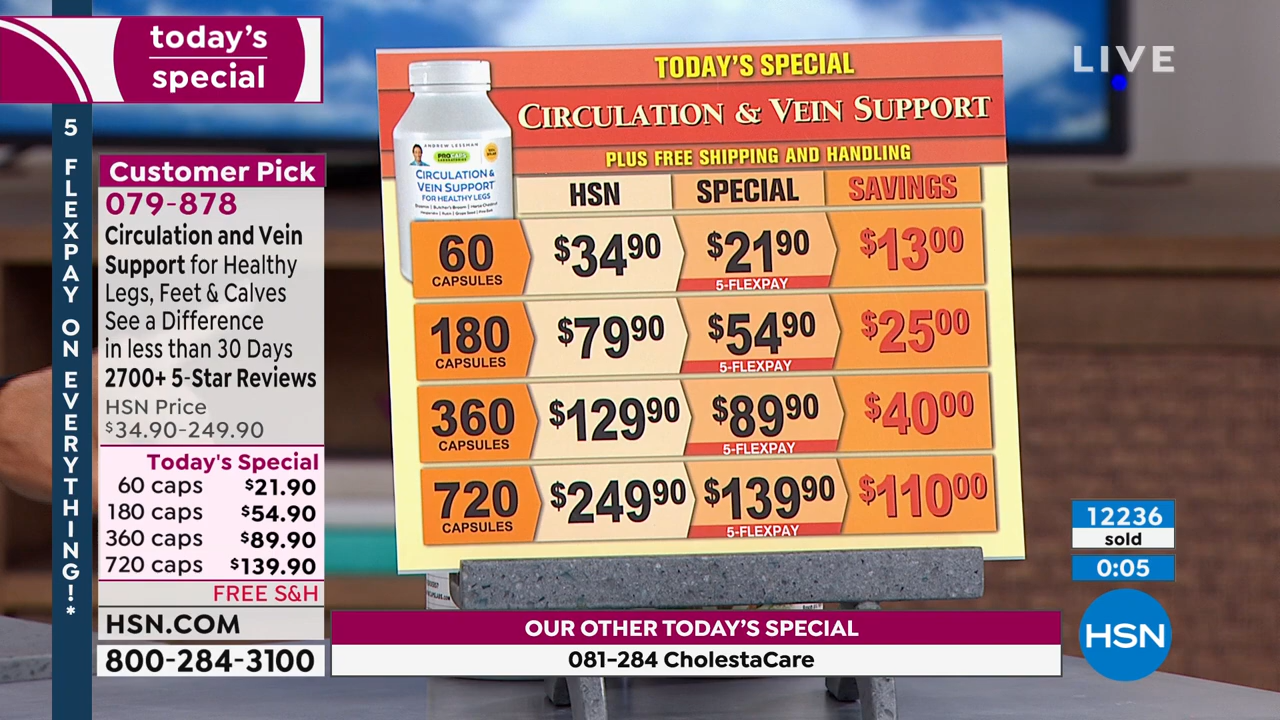 today's
special
LIVE
5 FLEXPAY ON EVERYTHING!*
Customer Pick
079-878
Circulation and Vein
Support for Healthy
Legs, Feet & Calves
See a Difference
in less than 30 Days
2700+ 5-Star Reviews
HSN Price
$34.90-249.90
Today's Special
60 caps $21.90
180 caps $54.90
360 caps $89.90
720 caps $139.90
FREE S&H
HSN.COM
800-284-3100
TODAY'S SPECIAL
CIRCULATION & VEIN SUPPORT
PLUS FREE SHIPPING AND HANDLING
ANDREW LESSMAN
PROCAPS
LABORATORIES
CIRCULATION &
VEIN SUPPORT
FOR HEALTHY LEGS
HSN SPECIAL SAVINGS
60 CAPSULES $34.90 $21.90 5-FLEXPAY $13.00
180 CAPSULES $79.90 $54.90 5-FLEXPAY $25.00
360 CAPSULES $129.90 $89.90 5-FLEXPAY $40.00
720 CAPSULES $249.90 $139.90 5-FLEXPAY $110.00
12236
sold
0:05
HSN
OUR OTHER TODAY'S SPECIAL
081-284 CholestaCare